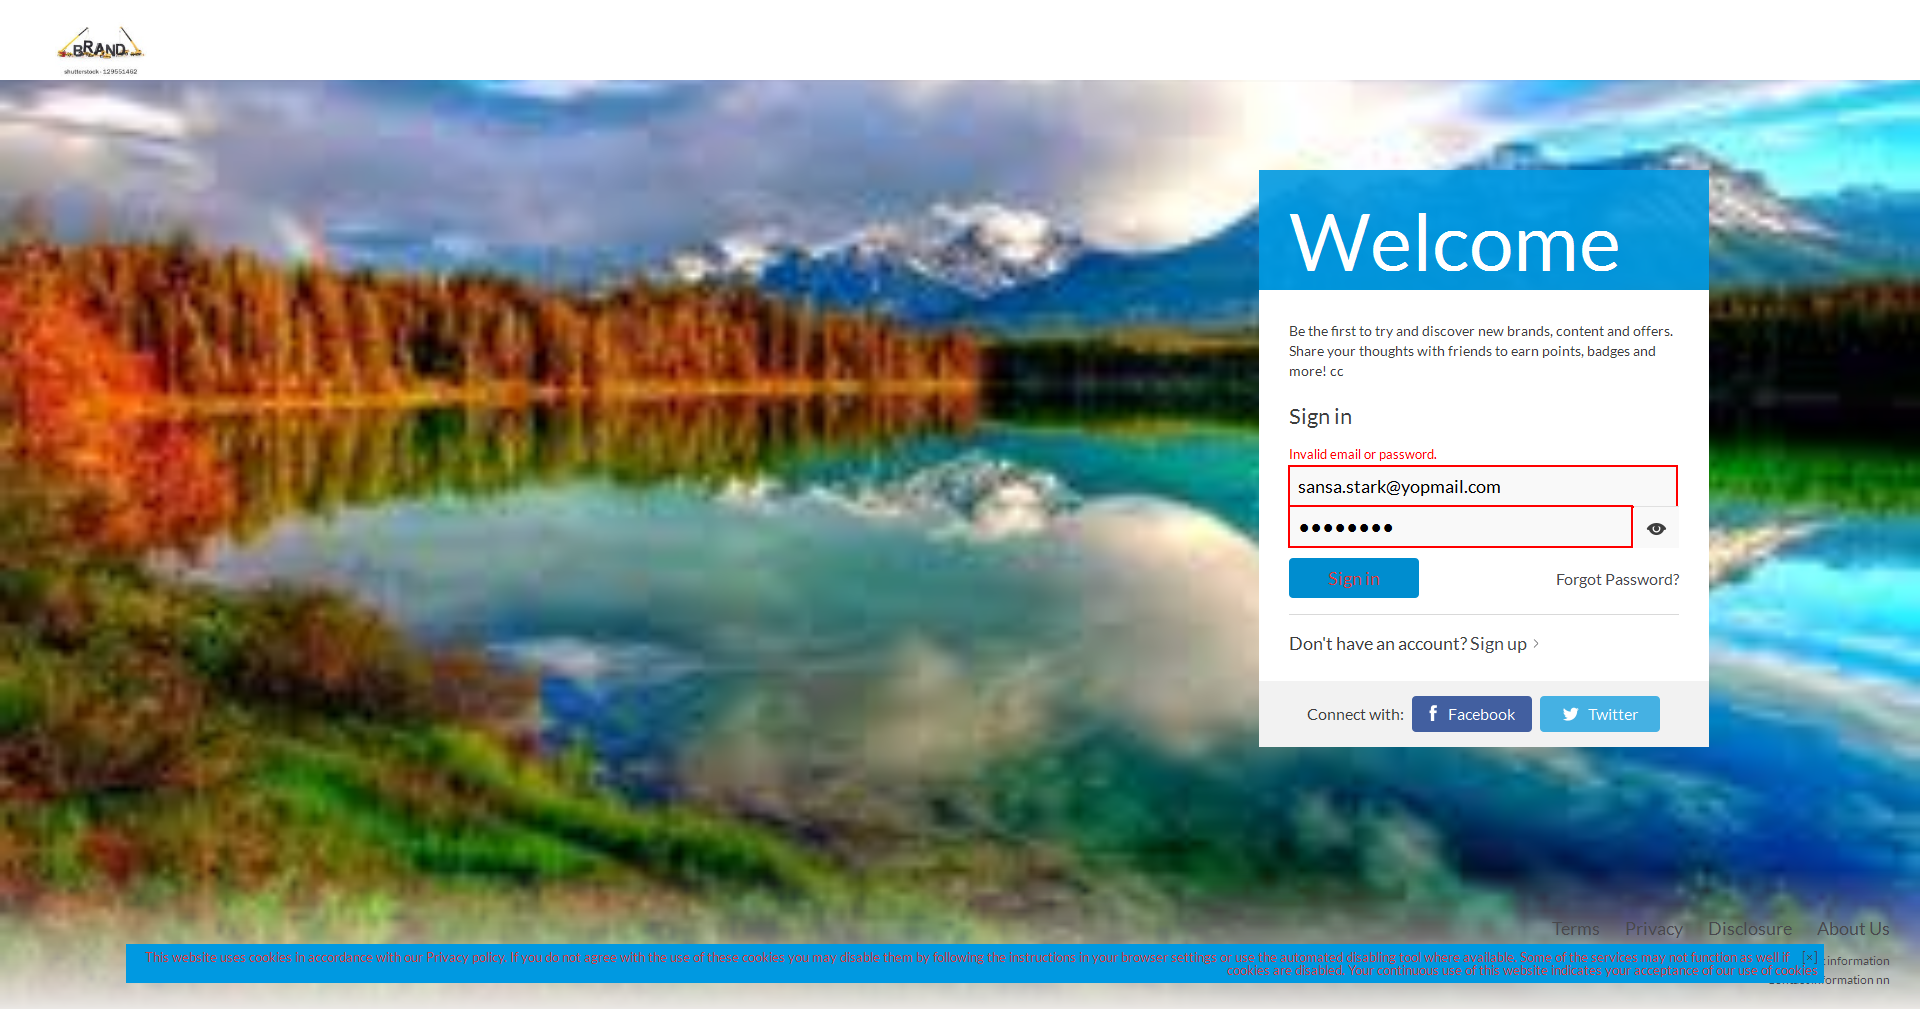 BRAND
shutterstock · 129551462
Welcome
Be the first to try and discover new brands, content and offers.
Share your thoughts with friends to earn points, badges and
more! cc
Sign in
Invalid email or password.
sansa.stark@yopmail.com
Sign in
Forgot Password?
Don't have an account? Sign up
Connect with:
Facebook
Twitter
Terms
Privacy
Disclosure
About Us
This website uses cookies in accordance with our Privacy policy. If you do not agree with the use of these cookies you may disable them by following the instructions in your browser settings or use the automated disabling tool where available. Some of the services may not function as well if
cookies are disabled. Your continuous use of this website indicates your acceptance of our use of cookies
[×]
information
information nn